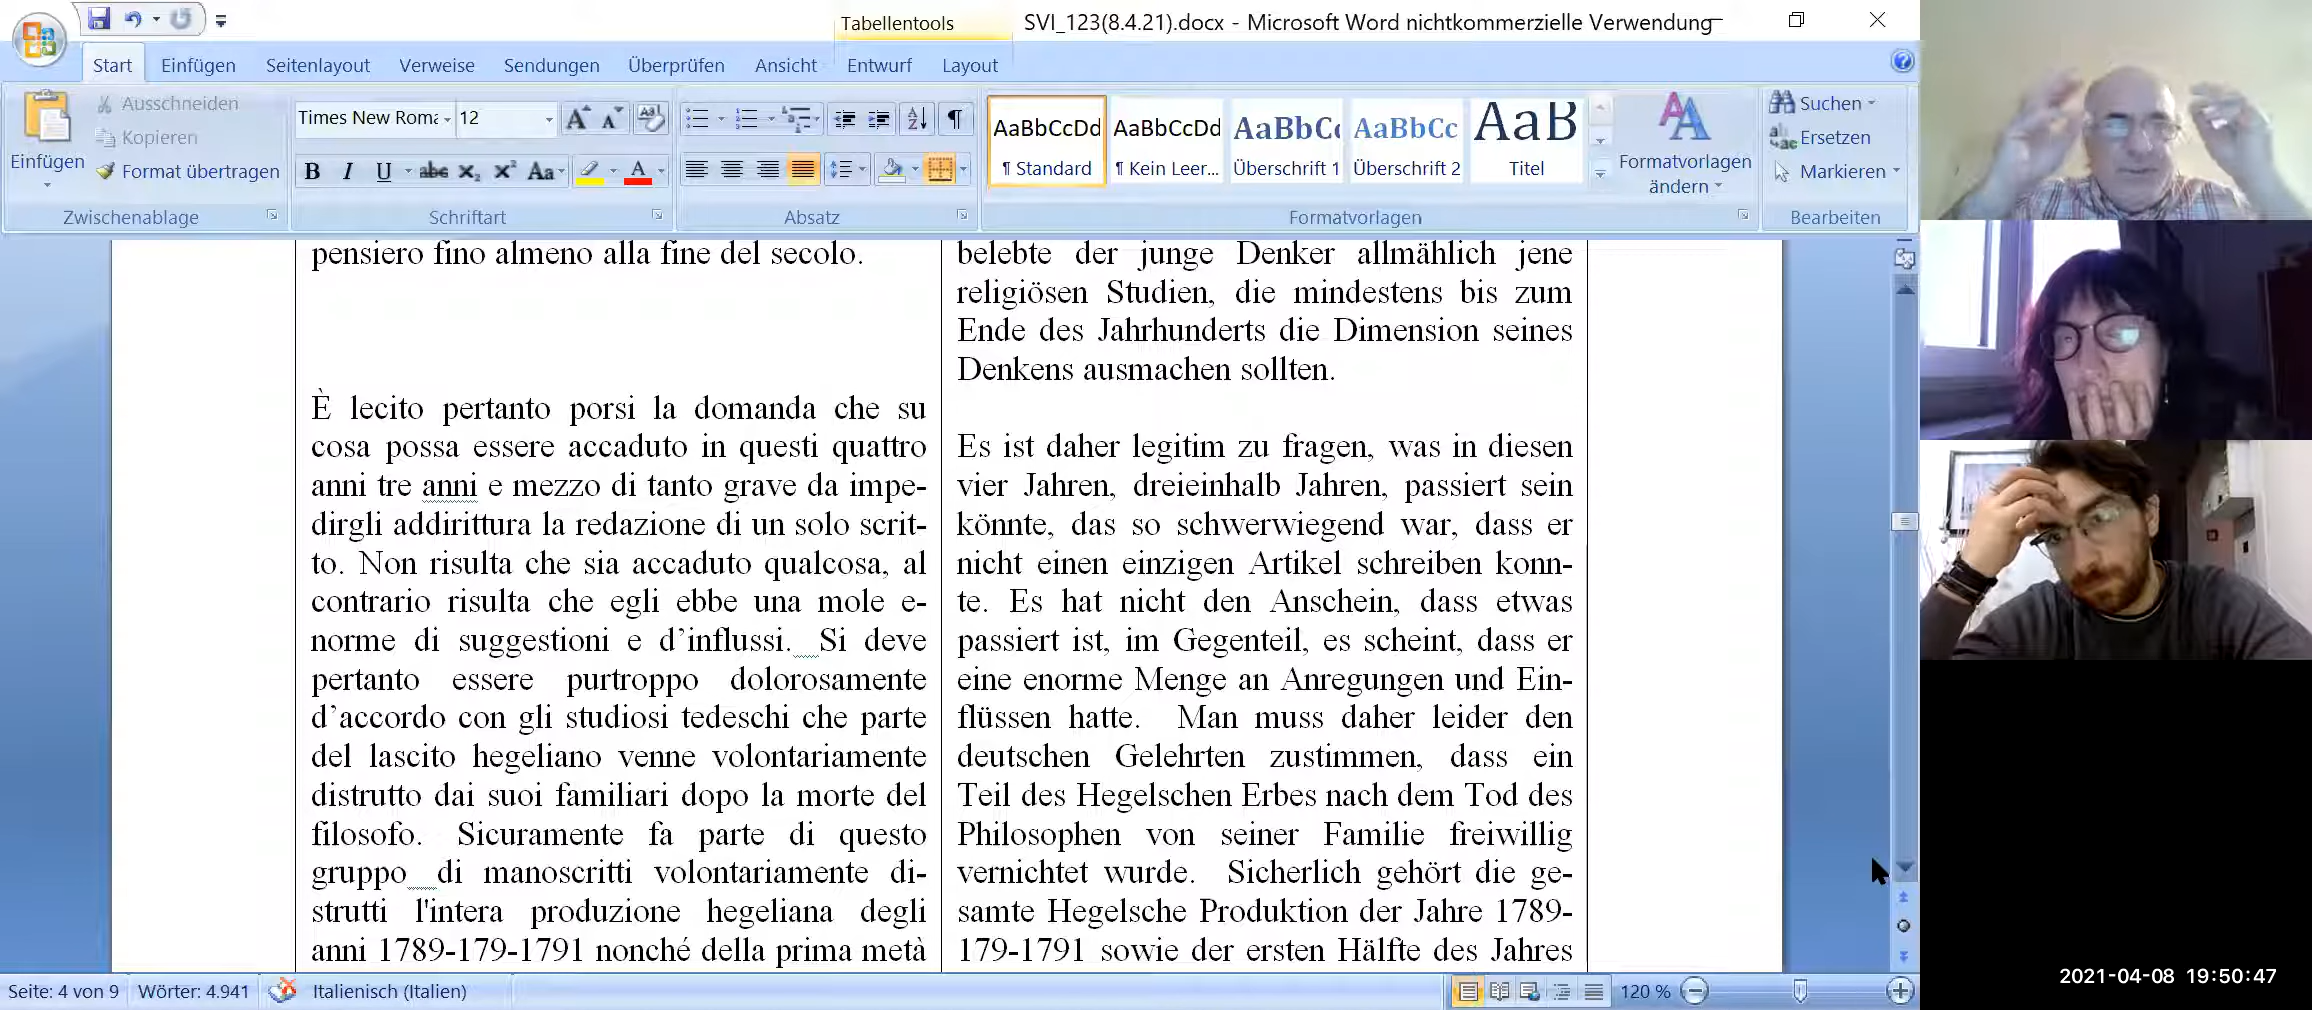 Tabellentools
SVI_123(8.4.21).docx - Microsoft Word nichtkommerzielle Verwendung
Start Einfügen Seitenlayout Verweise Sendungen Überprüfen Ansicht Entwurf Layout
Einfügen
Ausschneiden
Kopieren
Format übertragen
Zwischenablage
Times New Roma 12
Schriftart
Absatz
AaBbCcDd AaBbCcDd AaBbCc AaBbCc AaB
¶ Standard ¶ Kein Leer... Überschrift 1 Überschrift 2 Titel
Formatvorlagen
ändern
Formatvorlagen
Suchen
Ersetzen
Markieren
Bearbeiten
pensiero fino almeno alla fine del secolo.
È lecito pertanto porsi la domanda che su
cosa possa essere accaduto in questi quattro
anni tre anni e mezzo di tanto grave da impe-
dirgli addirittura la redazione di un solo scrit-
to. Non risulta che sia accaduto qualcosa, al
contrario risulta che egli ebbe una mole e-
norme di suggestioni e d’influssi. Si deve
pertanto essere purtroppo dolorosamente
d’accordo con gli studiosi tedeschi che parte
del lascito hegeliano venne volontariamente
distrutto dai suoi familiari dopo la morte del
filosofo. Sicuramente fa parte di questo
gruppo di manoscritti volontariamente di-
strutti l'intera produzione hegeliana degli
anni 1789-179-1791 nonché della prima metà
belebte der junge Denker allmählich jene
religiösen Studien, die mindestens bis zum
Ende des Jahrhunderts die Dimension seines
Denkens ausmachen sollten.
Es ist daher legitim zu fragen, was in diesen
vier Jahren, dreieinhalb Jahren, passiert sein
könnte, das so schwerwiegend war, dass er
nicht einen einzigen Artikel schreiben konn-
te. Es hat nicht den Anschein, dass etwas
passiert ist, im Gegenteil, es scheint, dass er
eine enorme Menge an Anregungen und Ein-
flüssen hatte. Man muss daher leider den
deutschen Gelehrten zustimmen, dass ein
Teil des Hegelschen Erbes nach dem Tod des
Philosophen von seiner Familie freiwillig
vernichtet wurde. Sicherlich gehört die ge-
samte Hegelsche Produktion der Jahre 1789-
179-1791 sowie der ersten Hälfte des Jahres
Seite: 4 von 9 Wörter: 4.941 Italienisch (Italien) 120 %
2021-04-08 19:50:47